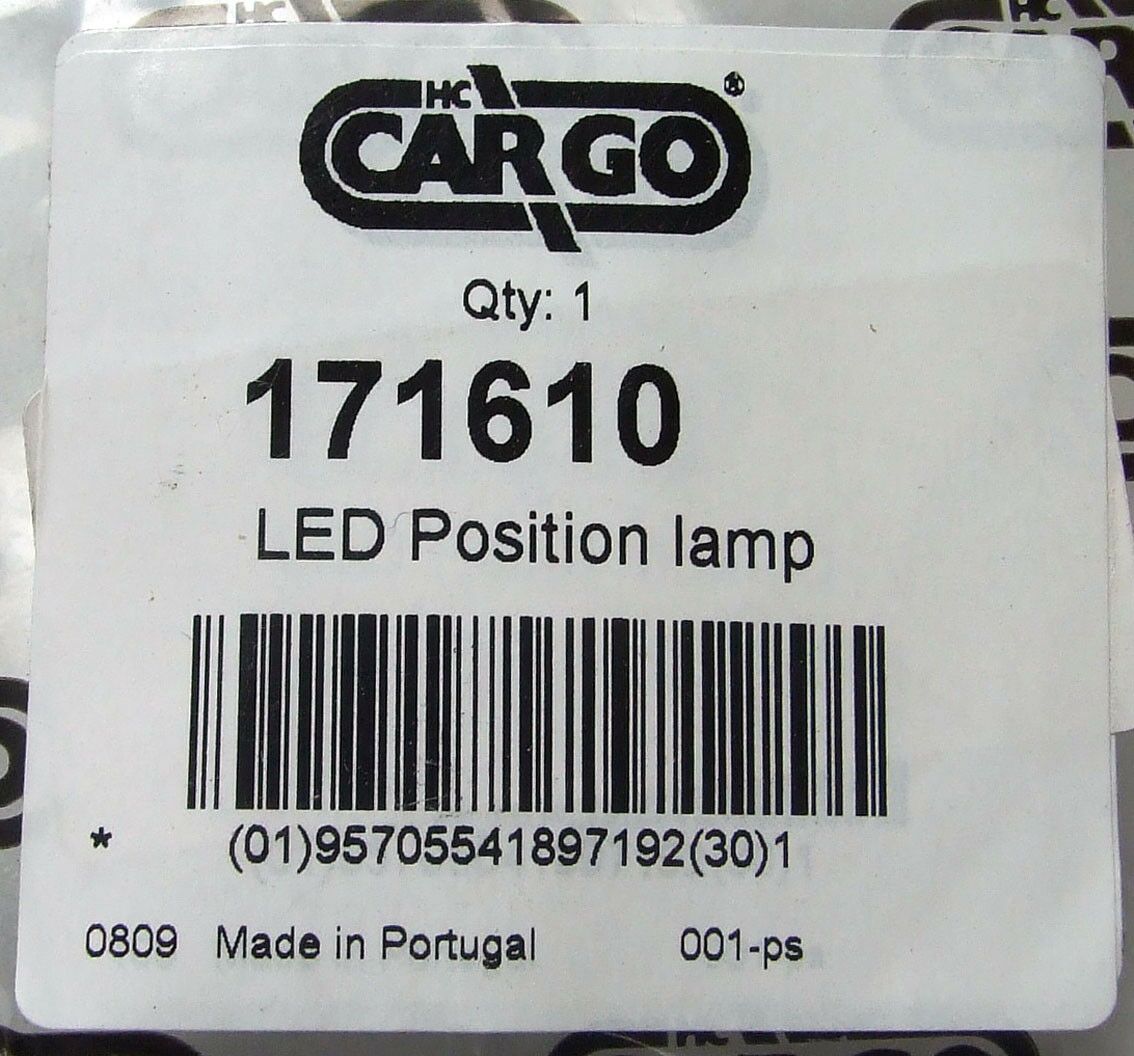 HC
CARGO®
Qty: 1
171610
LED Position lamp
* (01)95705541897192(30)1
0809 Made in Portugal 001-ps